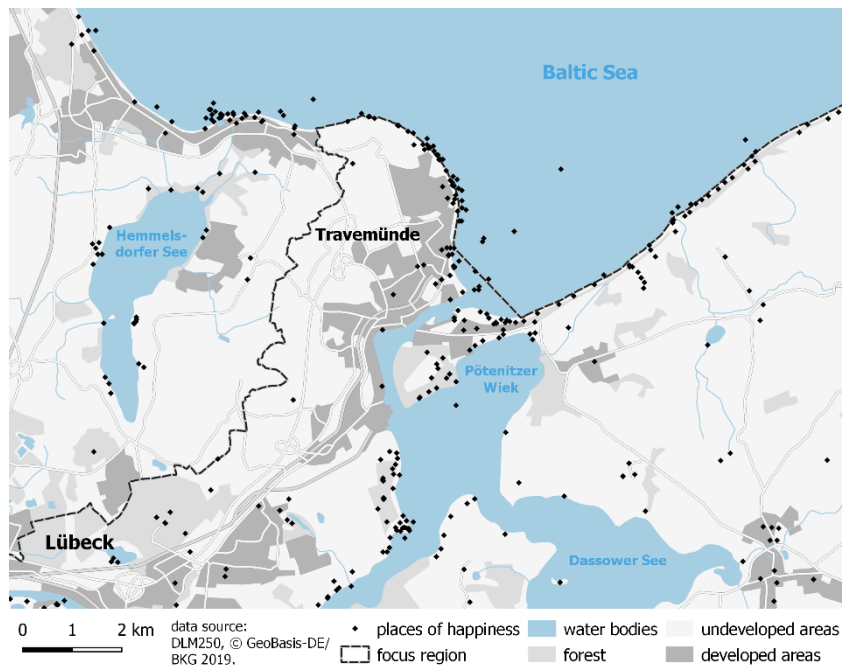 Baltic Sea
Hemmels-
dorfer See
Travemünde
Pötenitzer
Wiek
Lübeck
Dassower See
0 1 2 km
data source:
DLM250, © GeoBasis-DE/
BKG 2019.
places of happiness
focus region
water bodies
forest
undeveloped areas
developed areas